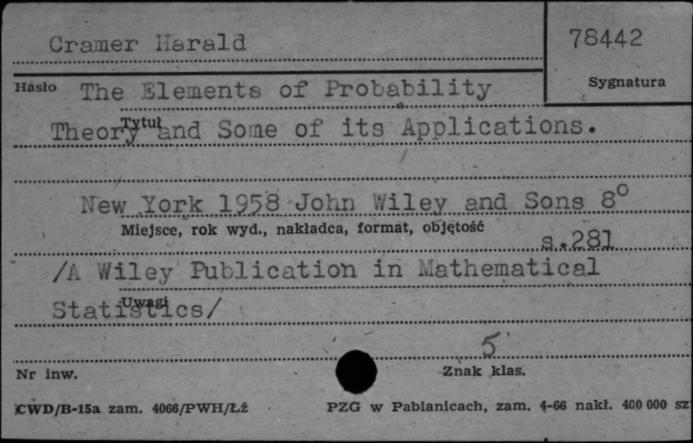 Cramer Harald
78442
Hasło
Sygnatura
The Elements of Probability
Tytuł
Theory and Some of its Applications.
New York 1958 John Wiley and Sons 8°
Miejsce, rok wyd., nakładca, format, objętość
s.281
/A Wiley Publication in Mathematical
Uwagi
Statistics/
5
Nr inw.
Znak klas.
CWD/B-15a zam. 4066/PWH/Łź
PZG w Pabianicach, zam. 4-66 nakł. 400 000 sz